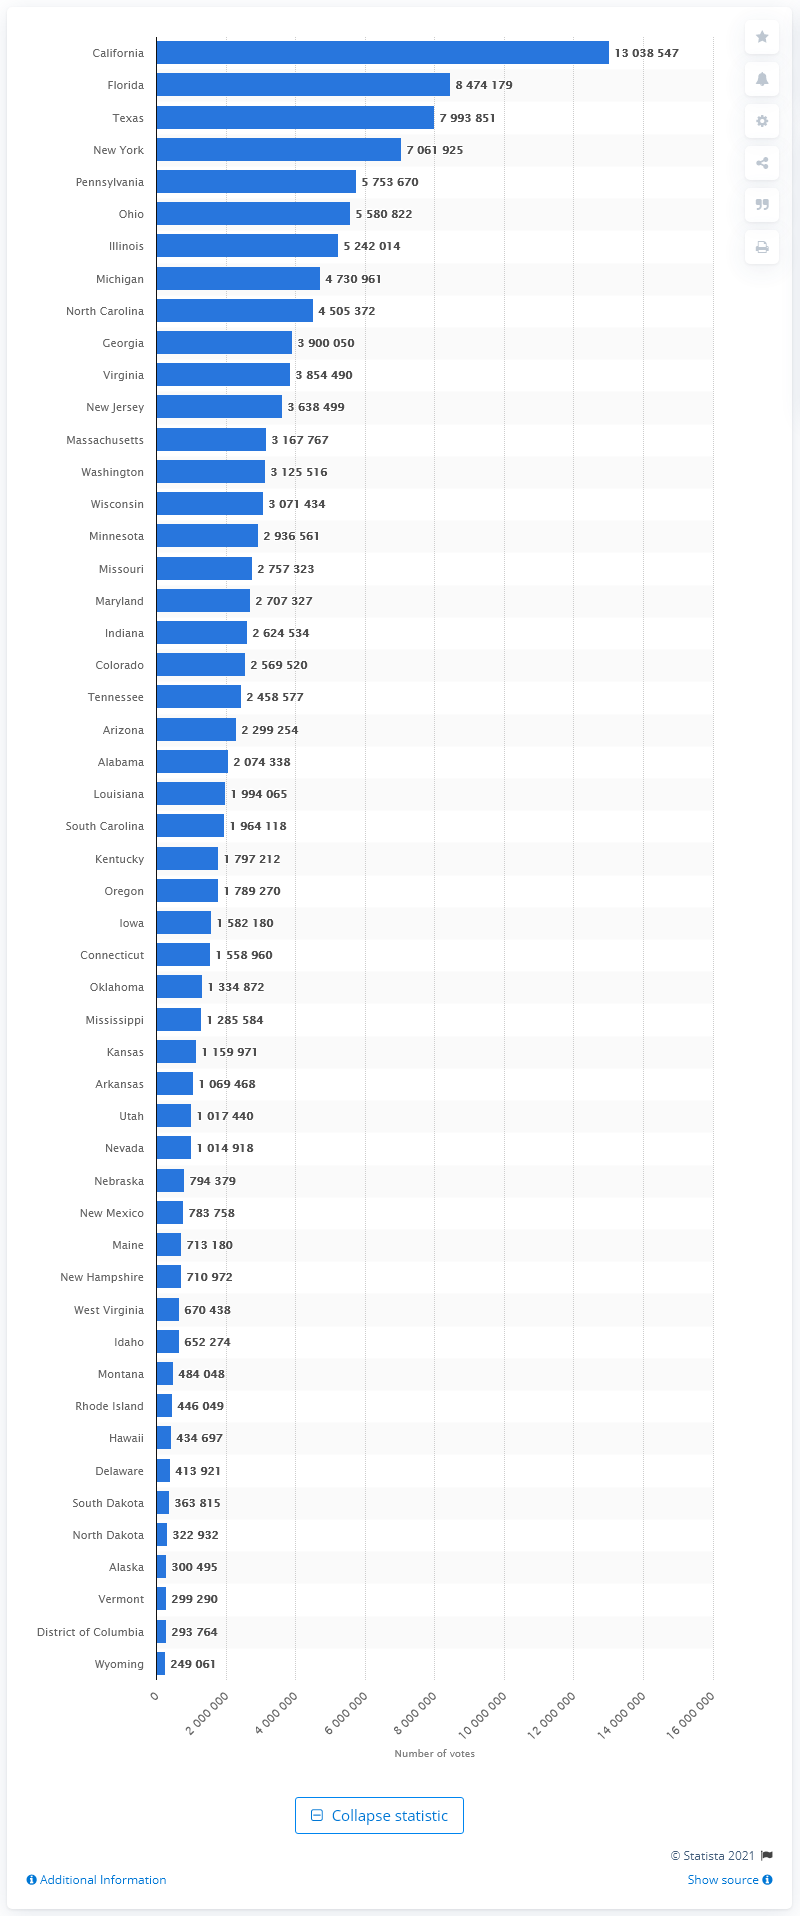 California 13 038 547
Florida 8 474 179
Texas 7 993 851
New York 7 061 925
Pennsylvania 5 753 670
Ohio 5 580 822
Illinois 5 242 014
Michigan 4 730 961
North Carolina 4 505 372
Georgia 3 900 050
Virginia 3 854 490
New Jersey 3 638 499
Massachusetts 3 167 767
Washington 3 125 516
Wisconsin 3 071 434
Minnesota 2 936 561
Missouri 2 757 323
Maryland 2 707 327
Indiana 2 624 534
Colorado 2 569 520
Tennessee 2 458 577
Arizona 2 299 254
Alabama 2 074 338
Louisiana 1 994 065
South Carolina 1 964 118
Kentucky 1 797 212
Oregon 1 789 270
Iowa 1 582 180
Connecticut 1 558 960
Oklahoma 1 334 872
Mississippi 1 285 584
Kansas 1 159 971
Arkansas 1 069 468
Utah 1 017 440
Nevada 1 014 918
Nebraska 794 379
New Mexico 783 758
Maine 713 180
New Hampshire 710 972
West Virginia 670 438
Idaho 652 274
Montana 484 048
Rhode Island 446 049
Hawaii 434 697
Delaware 413 921
South Dakota 363 815
North Dakota 322 932
Alaska 300 495
Vermont 299 290
District of Columbia 293 764
Wyoming 249 061
0 2 000 000 4 000 000 6 000 000 8 000 000 10 000 000 12 000 000 14 000 000 16 000 000
Number of votes
Collapse statistic
© Statista 2021
Additional Information Show source